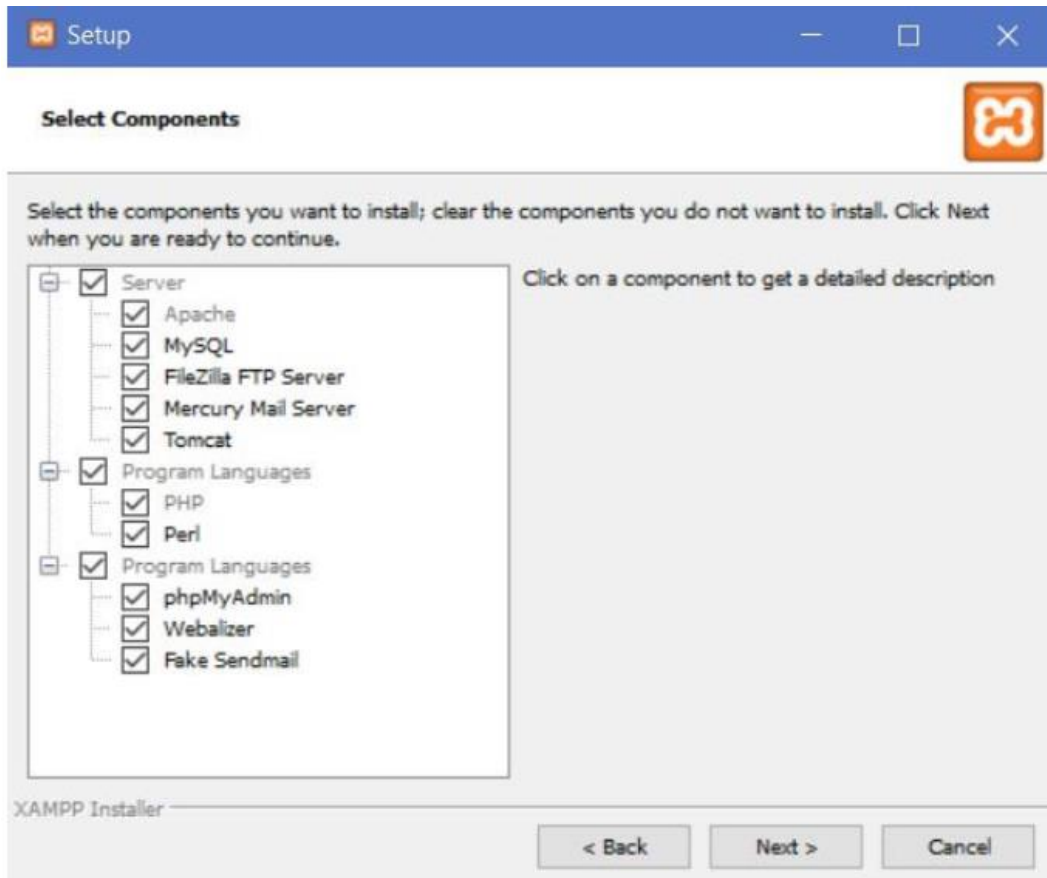 Setup
Select Components
Select the components you want to install; clear the components you do not want to install. Click Next
when you are ready to continue.
Server
Apache
MySQL
FileZilla FTP Server
Mercury Mail Server
Tomcat
Program Languages
PHP
Perl
Program Languages
phpMyAdmin
Webalizer
Fake Sendmail
Click on a component to get a detailed description
XAMPP Installer
< Back
Next >
Cancel